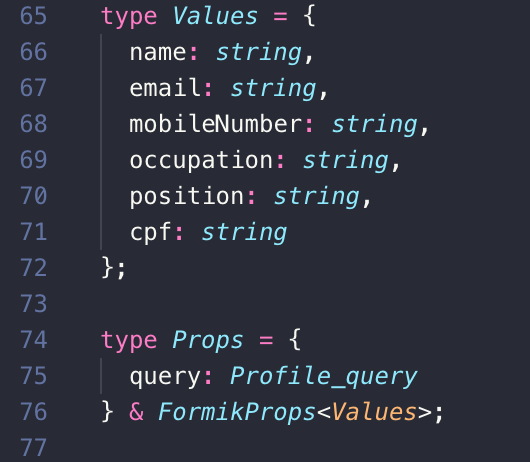 65 type Values = {
66 name: string,
67 email: string,
68 mobileNumber: string,
69 occupation: string,
70 position: string,
71 cpf: string
72 };
73
74 type Props = {
75 query: Profile_query
76 } & FormikProps<Values>;
77